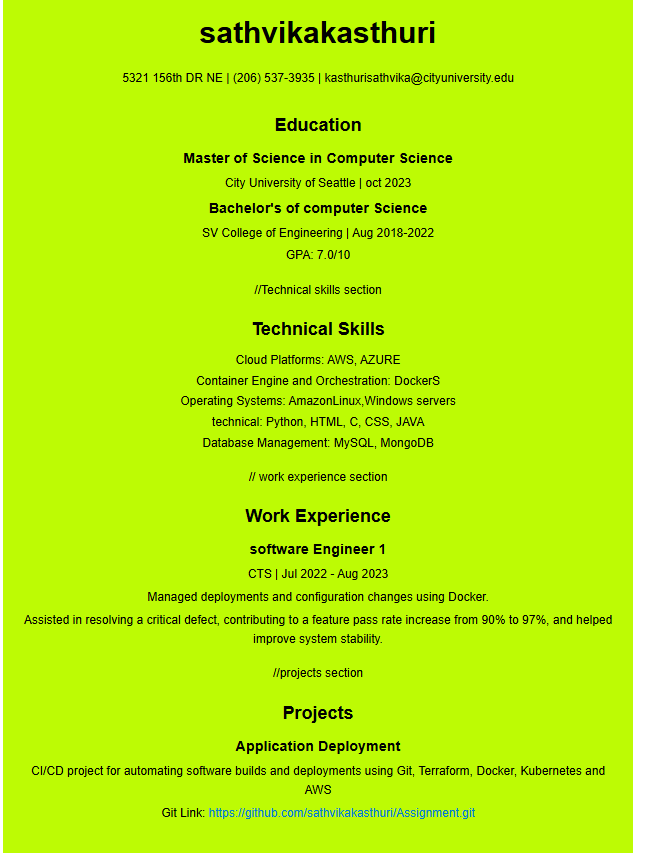 sathvikakasthuri
5321 156th DR NE | (206) 537-3935 | kasthurisathvika@cityuniversity.edu
Education
Master of Science in Computer Science
City University of Seattle | oct 2023
Bachelor's of computer Science
SV College of Engineering | Aug 2018-2022
GPA: 7.0/10
//Technical skills section
Technical Skills
Cloud Platforms: AWS, AZURE
Container Engine and Orchestration: DockerS
Operating Systems: AmazonLinux,Windows servers
technical: Python, HTML, C, CSS, JAVA
Database Management: MySQL, MongoDB
// work experience section
Work Experience
software Engineer 1
CTS | Jul 2022 - Aug 2023
Managed deployments and configuration changes using Docker.
Assisted in resolving a critical defect, contributing to a feature pass rate increase from 90% to 97%, and helped
improve system stability.
//projects section
Projects
Application Deployment
CI/CD project for automating software builds and deployments using Git, Terraform, Docker, Kubernetes and
AWS
Git Link: https://github.com/sathvikakasthuri/Assignment.git